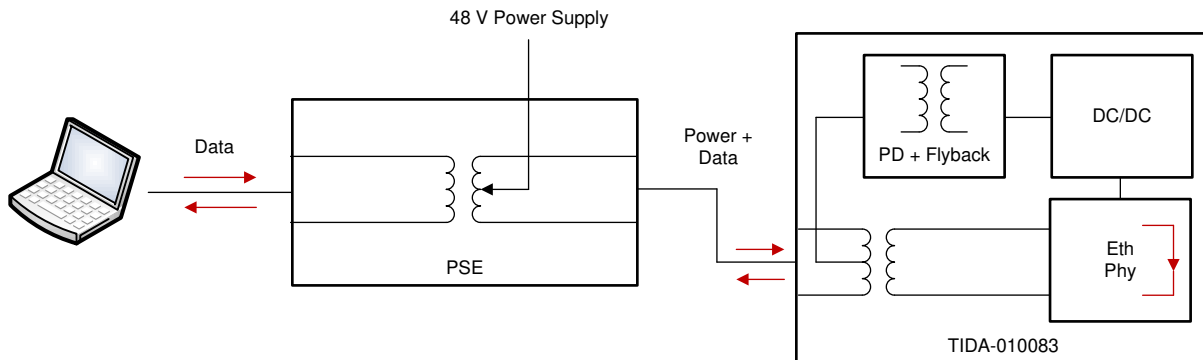 48 V Power Supply
Data
PSE
Power +
Data
PD + Flyback
DC/DC
Eth
Phy
TIDA-010083